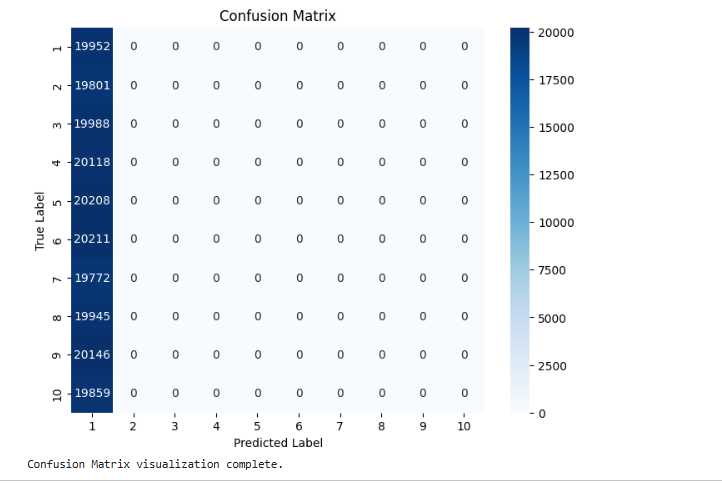 Confusion Matrix
1 19952 0 0 0 0 0 0 0 0 0
2 19801 0 0 0 0 0 0 0 0 0
3 19988 0 0 0 0 0 0 0 0 0
4 20118 0 0 0 0 0 0 0 0 0
5 20208 0 0 0 0 0 0 0 0 0
6 20211 0 0 0 0 0 0 0 0 0
7 19772 0 0 0 0 0 0 0 0 0
8 19945 0 0 0 0 0 0 0 0 0
9 20146 0 0 0 0 0 0 0 0 0
10 19859 0 0 0 0 0 0 0 0 0
1 2 3 4 5 6 7 8 9 10
True Label
Predicted Label
20000
17500
15000
12500
10000
7500
5000
2500
0
Confusion Matrix visualization complete.